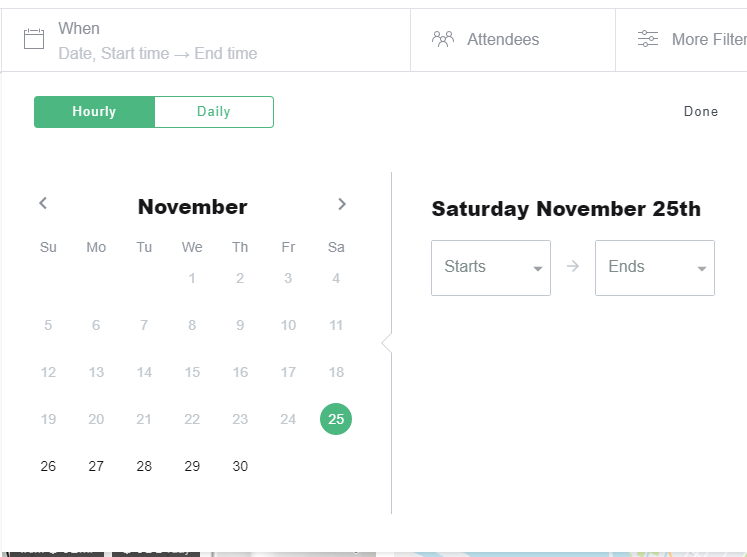 When
Date, Start time → End time
Attendees
More Filter
Hourly
Daily
Done
November
Su Mo Tu We Th Fr Sa
1 2 3 4
5 6 7 8 9 10 11
12 13 14 15 16 17 18
19 20 21 22 23 24 25
26 27 28 29 30
Saturday November 25th
Starts → Ends